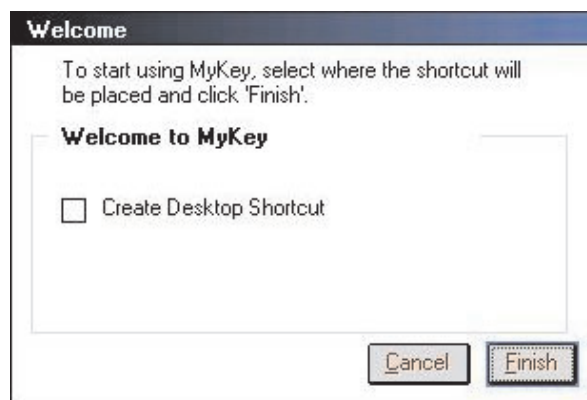 Welcome
To start using MyKey, select where the shortcut will
be placed and click 'Finish'.
Welcome to MyKey
Create Desktop Shortcut
Cancel Finish